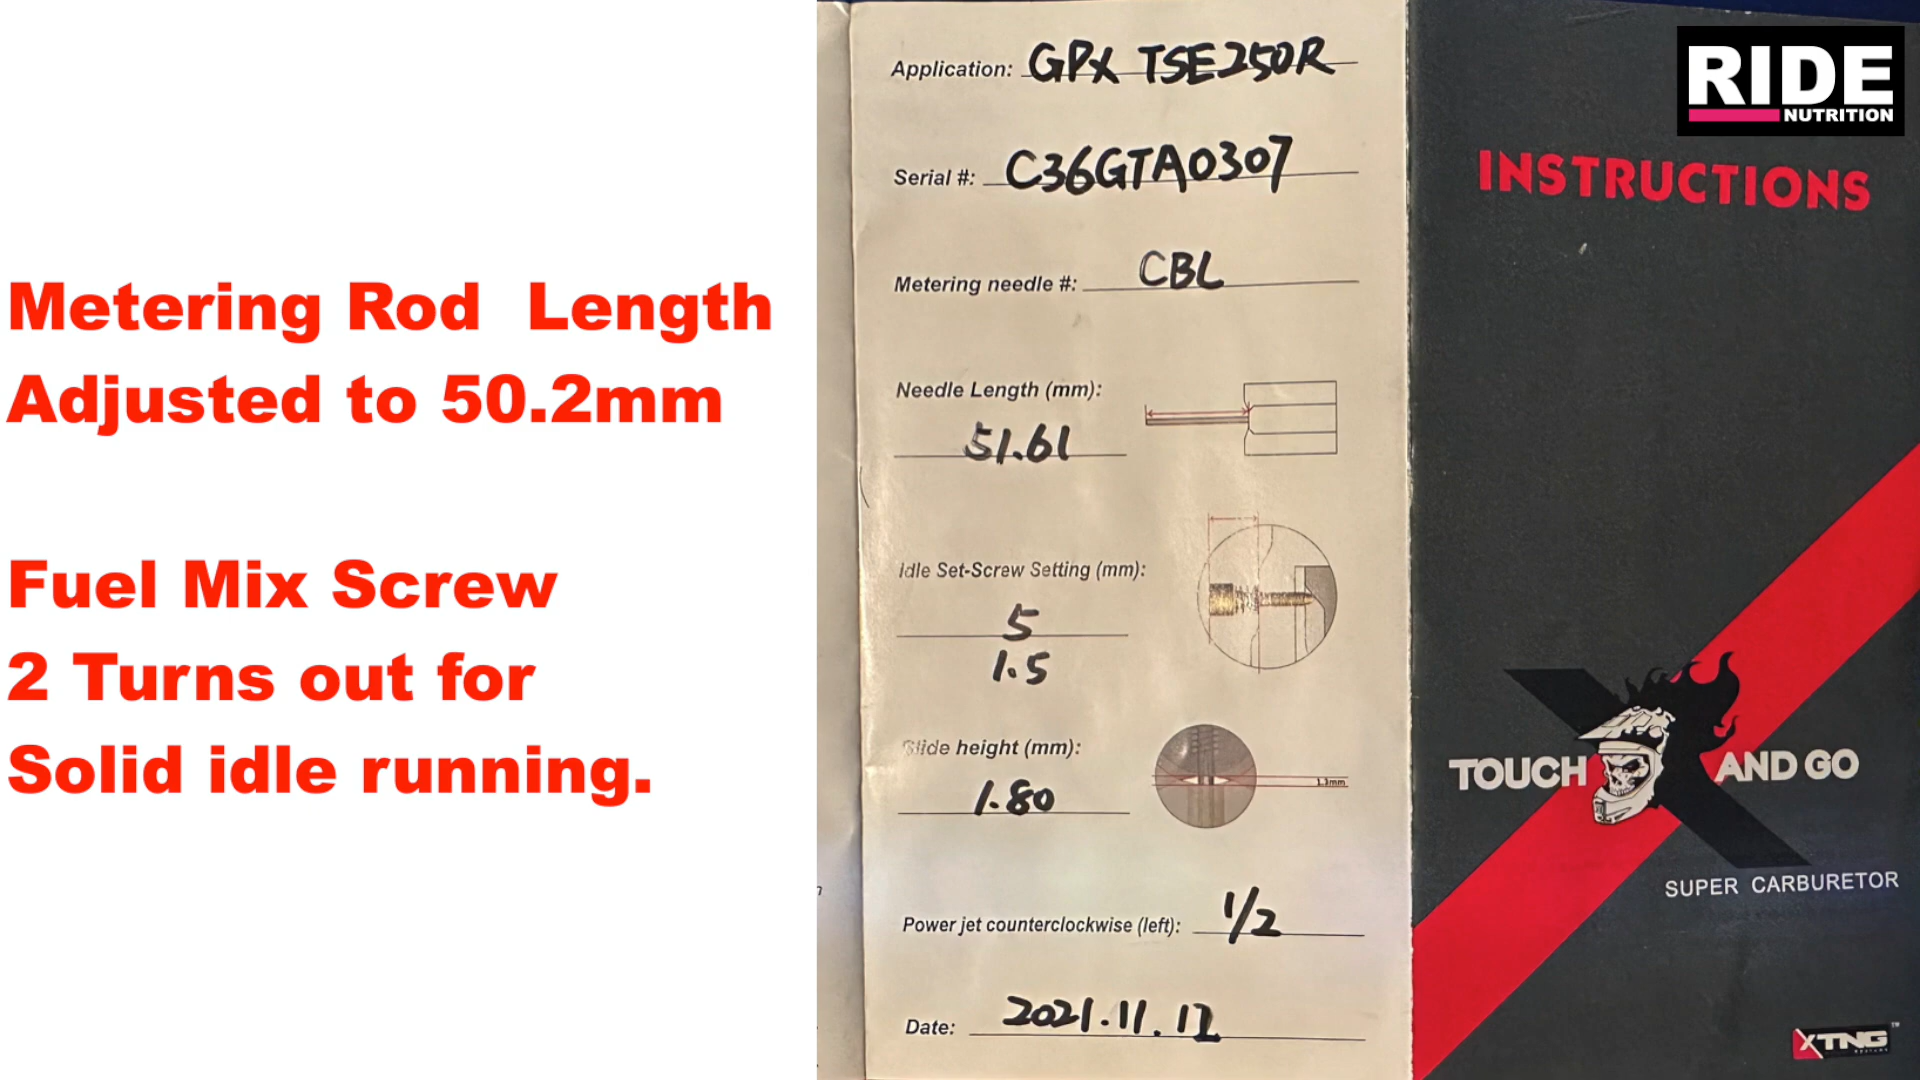 Metering Rod Length
Adjusted to 50.2mm
Fuel Mix Screw
2 Turns out for
Solid idle running.
Application: GPX TSE250R
Serial #: C36GTA0307
Metering needle #: CBL
Needle Length (mm):
51.61
Idle Set-Screw Setting (mm):
5
1.5
Slide height (mm):
1.80
1.3mm
Power jet counterclockwise (left): 1/2
Date: 2021.11.12
RIDE
NUTRITION
INSTRUCTIONS
TOUCH X AND GO
SUPER CARBURETOR
XTNG